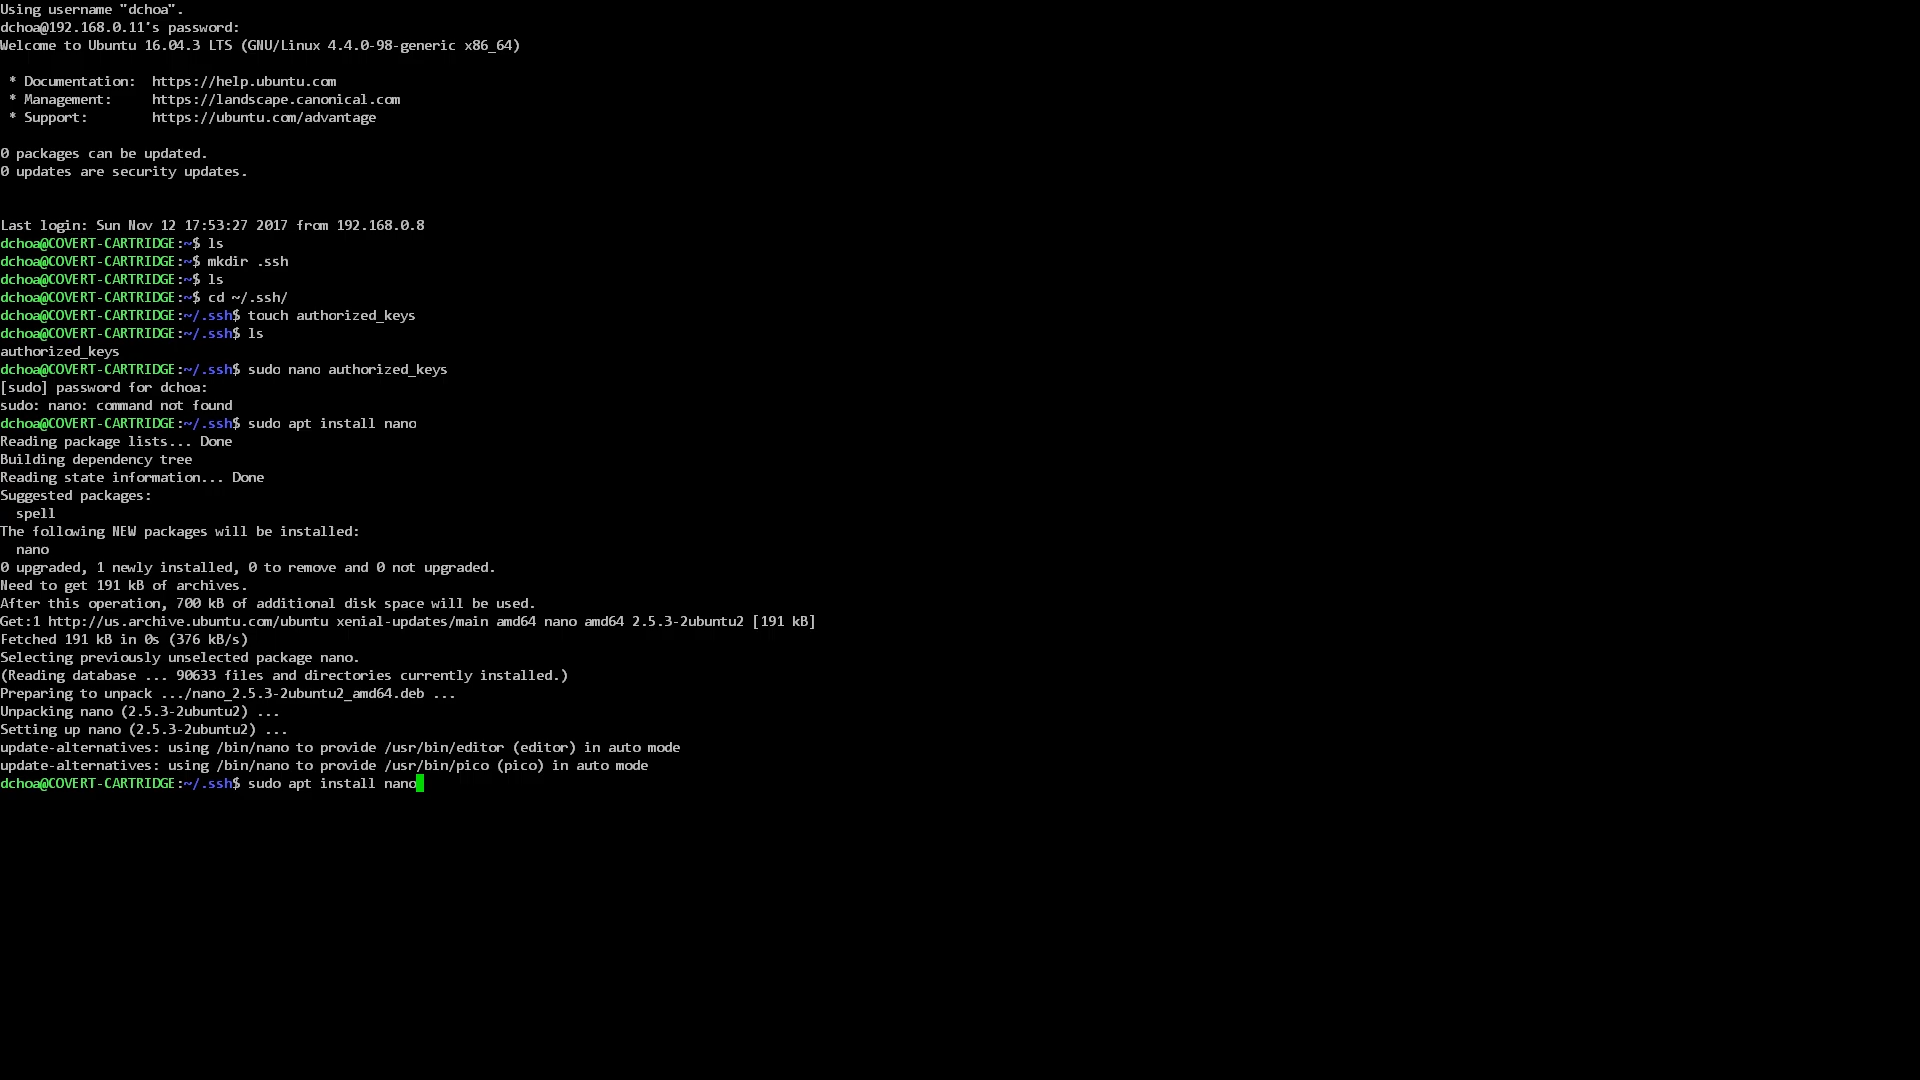 Using username "dchoa".
dchoa@192.168.0.11's password:
Welcome to Ubuntu 16.04.3 LTS (GNU/Linux 4.4.0-98-generic x86_64)
* Documentation:  https://help.ubuntu.com
* Management:     https://landscape.canonical.com
* Support:        https://ubuntu.com/advantage
0 packages can be updated.
0 updates are security updates.
Last login: Sun Nov 12 17:53:27 2017 from 192.168.0.8
dchoa@COVERT-CARTRIDGE:~$ ls
dchoa@COVERT-CARTRIDGE:~$ mkdir .ssh
dchoa@COVERT-CARTRIDGE:~$ ls
dchoa@COVERT-CARTRIDGE:~$ cd ~/.ssh/
dchoa@COVERT-CARTRIDGE:~/.ssh$ touch authorized_keys
dchoa@COVERT-CARTRIDGE:~/.ssh$ ls
authorized_keys
dchoa@COVERT-CARTRIDGE:~/.ssh$ sudo nano authorized_keys
[sudo] password for dchoa:
sudo: nano: command not found
dchoa@COVERT-CARTRIDGE:~/.ssh$ sudo apt install nano
Reading package lists... Done
Building dependency tree
Reading state information... Done
Suggested packages:
  spell
The following NEW packages will be installed:
  nano
0 upgraded, 1 newly installed, 0 to remove and 0 not upgraded.
Need to get 191 kB of archives.
After this operation, 700 kB of additional disk space will be used.
Get:1 http://us.archive.ubuntu.com/ubuntu xenial-updates/main amd64 nano amd64 2.5.3-2ubuntu2 [191 kB]
Fetched 191 kB in 0s (376 kB/s)
Selecting previously unselected package nano.
(Reading database ... 90633 files and directories currently installed.)
Preparing to unpack .../nano_2.5.3-2ubuntu2_amd64.deb ...
Unpacking nano (2.5.3-2ubuntu2) ...
Setting up nano (2.5.3-2ubuntu2) ...
update-alternatives: using /bin/nano to provide /usr/bin/editor (editor) in auto mode
update-alternatives: using /bin/nano to provide /usr/bin/pico (pico) in auto mode
dchoa@COVERT-CARTRIDGE:~/.ssh$ sudo apt install nano